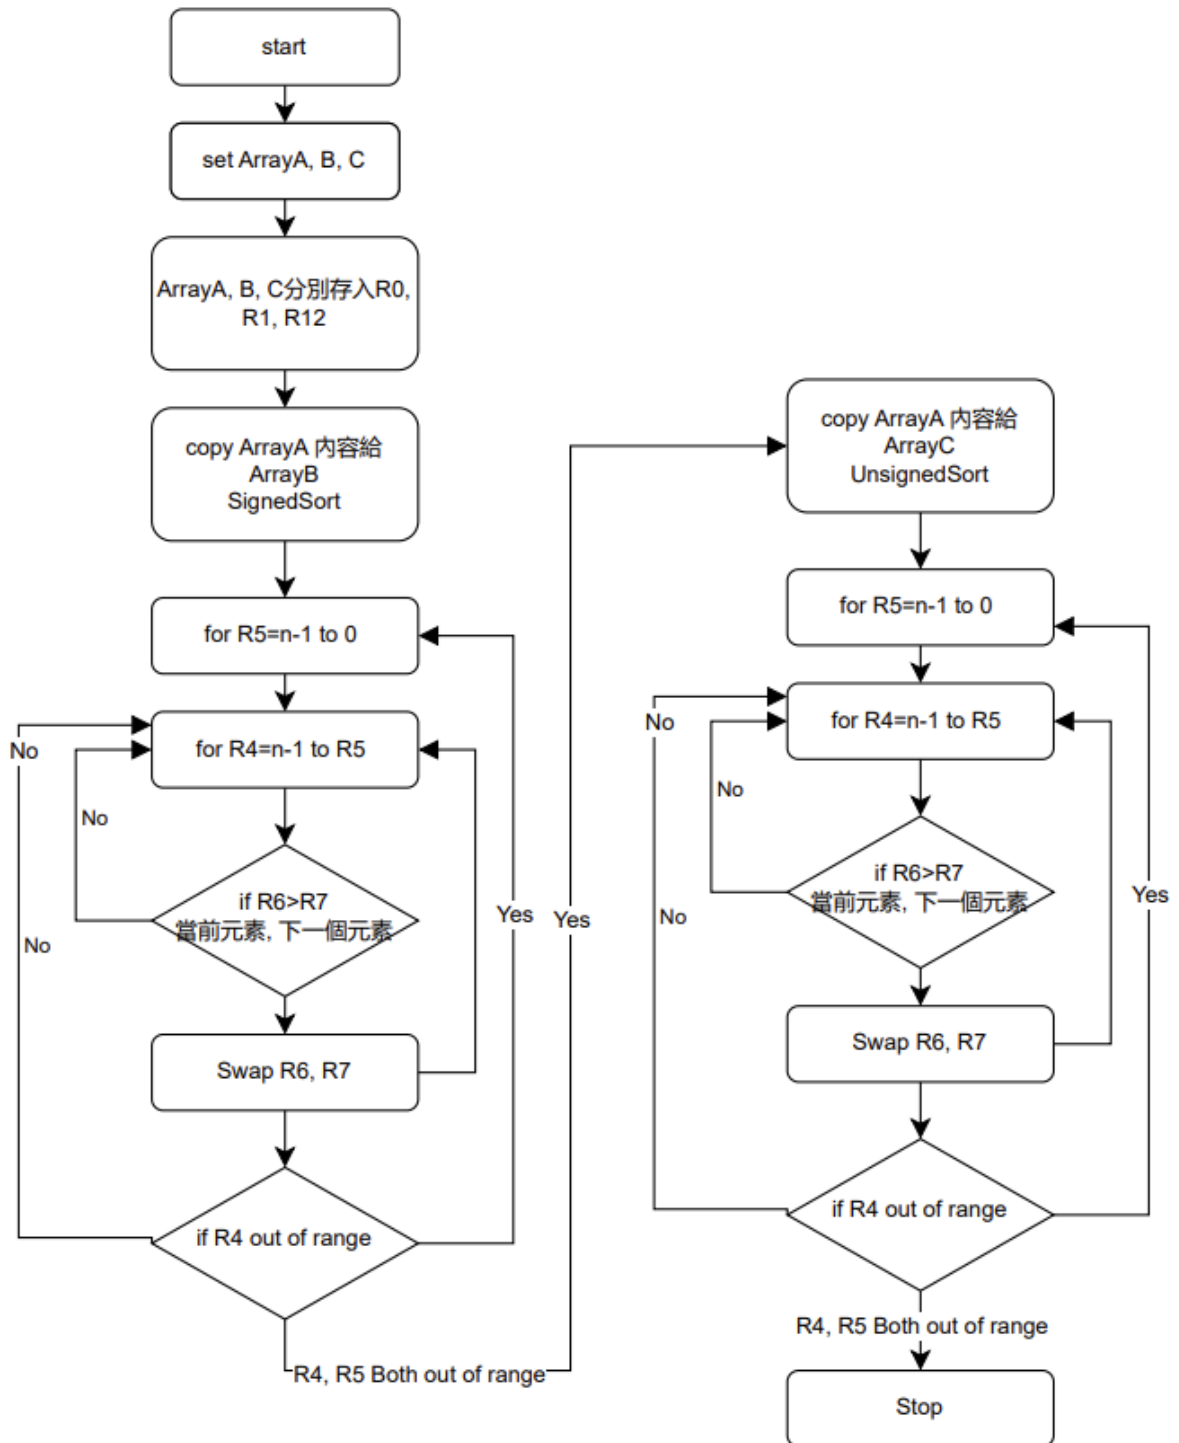 start
set ArrayA, B, C
ArrayA, B, C分別存入R0,
R1, R12
copy ArrayA 內容給
ArrayB
SignedSort
for R5=n-1 to 0
for R4=n-1 to R5
No
No
if R6>R7
當前元素, 下一個元素
No
Yes
Yes
Swap R6, R7
if R4 out of range
R4, R5 Both out of range
copy ArrayA 內容給
ArrayC
UnsignedSort
for R5=n-1 to 0
for R4=n-1 to R5
No
No
if R6>R7
當前元素, 下一個元素
No
Yes
Swap R6, R7
if R4 out of range
R4, R5 Both out of range
Stop